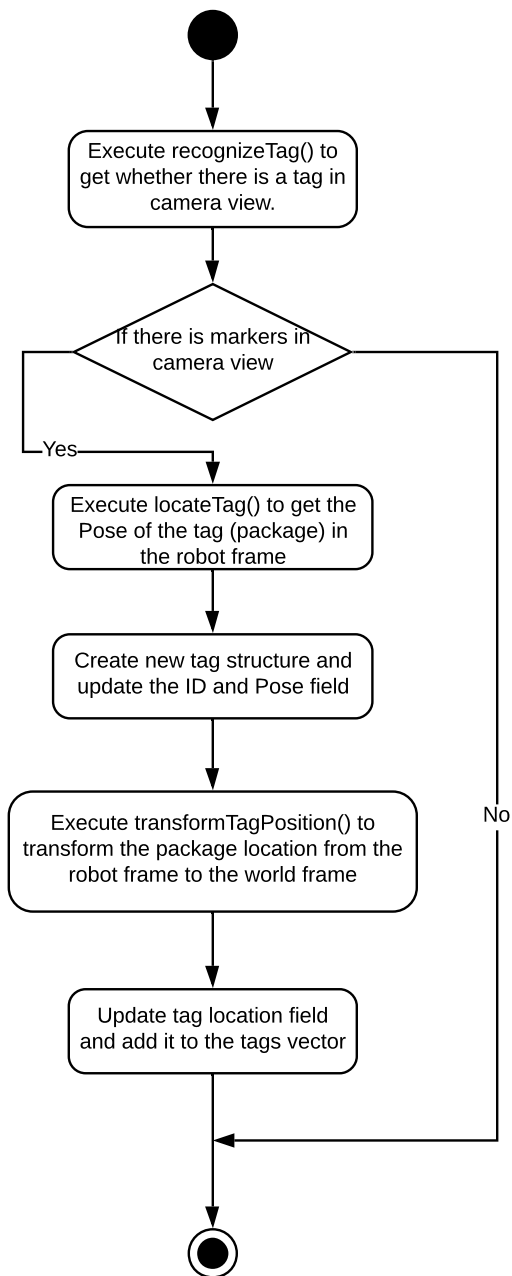 Execute recognizeTag() to
get whether there is a tag in
camera view.
If there is markers in
camera view
Yes
Execute locateTag() to get the
Pose of the tag (package) in
the robot frame
Create new tag structure and
update the ID and Pose field
Execute transformTagPosition() to
transform the package location from the
robot frame to the world frame
No
Update tag location field
and add it to the tags vector